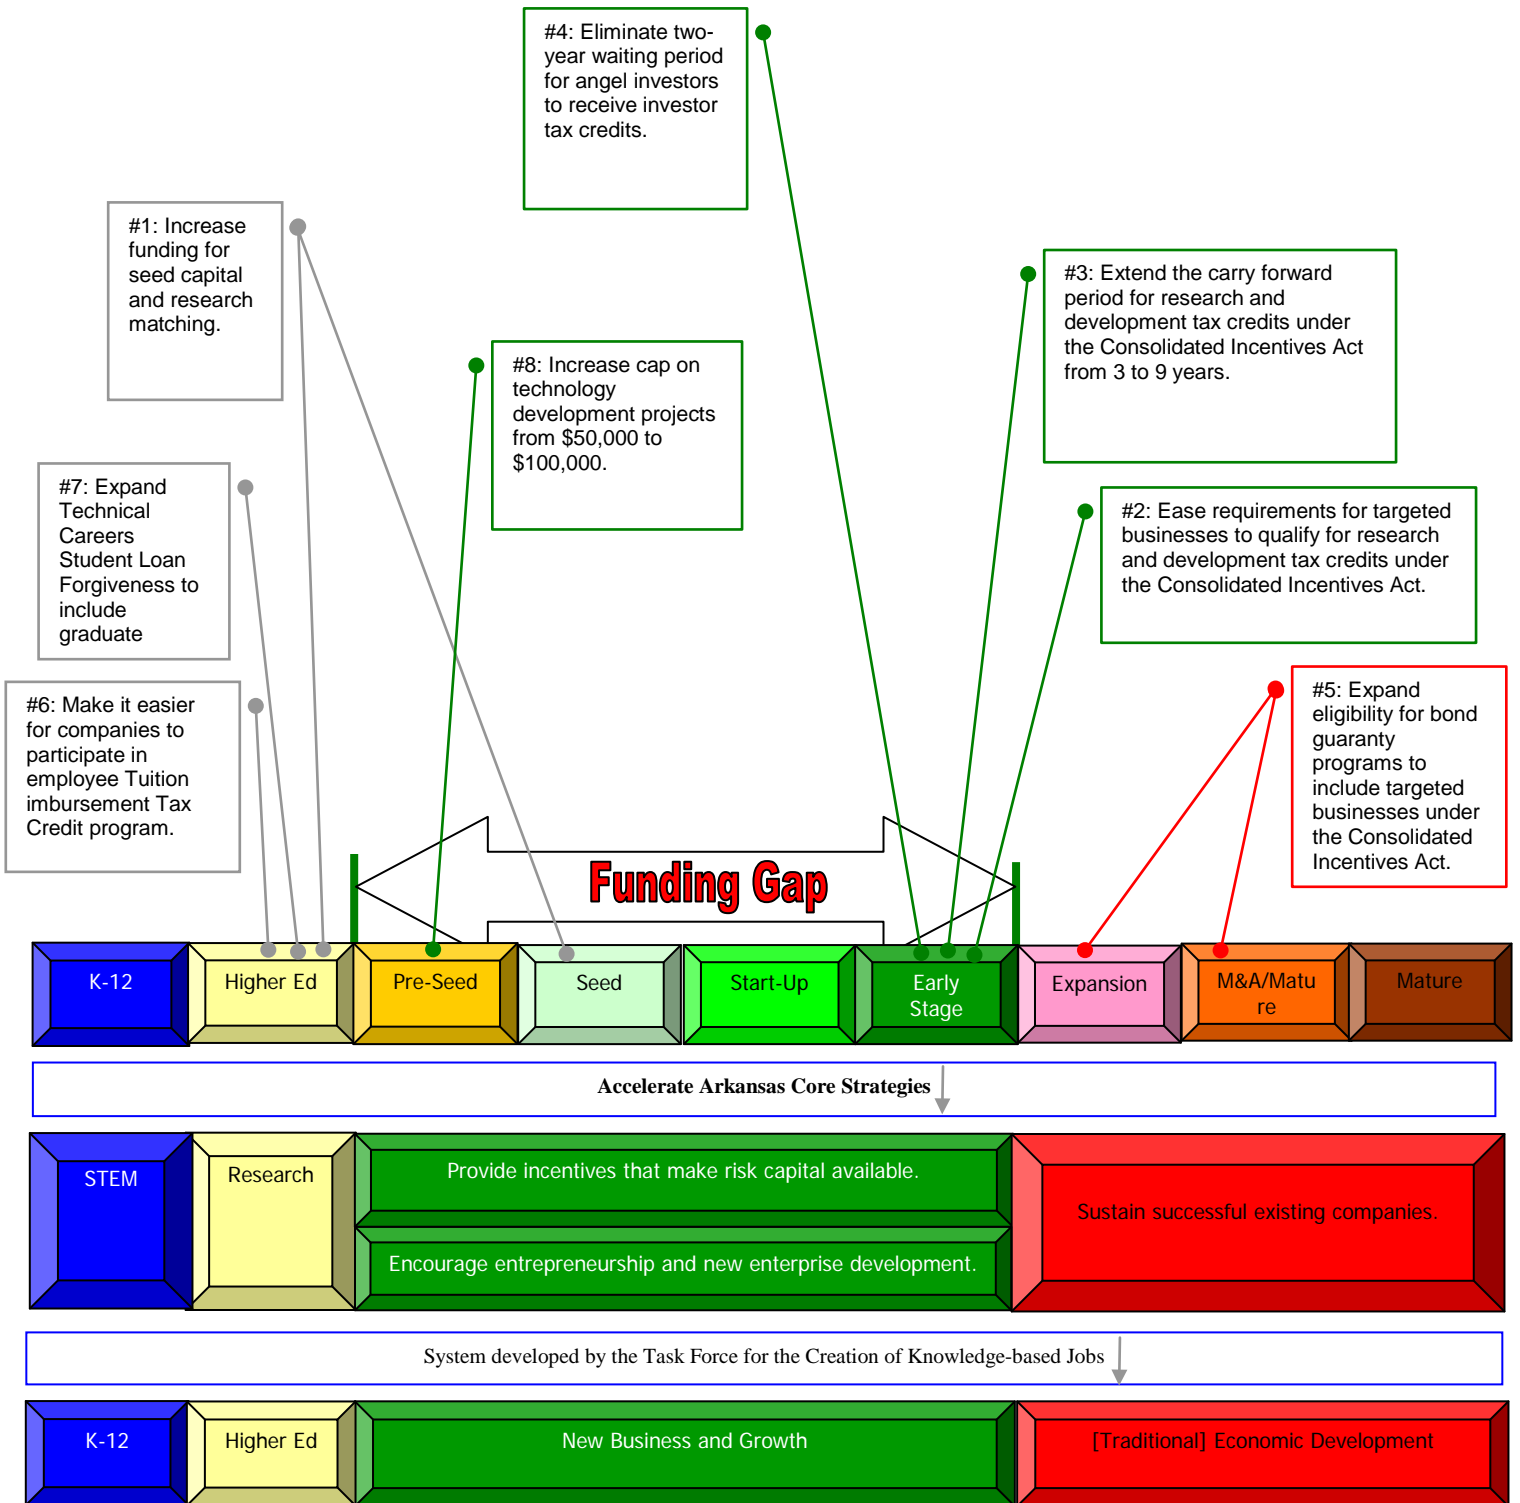 #4: Eliminate two-
year waiting period
for angel investors
to receive investor
tax credits.
#1: Increase
funding for
seed capital
and research
matching.
#3: Extend the carry forward
period for research and
development tax credits under
the Consolidated Incentives Act
from 3 to 9 years.
#8: Increase cap on
technology
development projects
from $50,000 to
$100,000.
#7: Expand
Technical
Careers
Student Loan
Forgiveness to
include
graduate
#2: Ease requirements for targeted
businesses to qualify for research
and development tax credits under
the Consolidated Incentives Act.
#6: Make it easier
for companies to
participate in
employee Tuition
imbursement Tax
Credit program.
#5: Expand
eligibility for bond
guaranty
programs to
include targeted
businesses under
the Consolidated
Incentives Act.
Funding Gap
K-12
Higher Ed
Pre-Seed
Seed
Start-Up
Early
Stage
Expansion
M&A/Matu
re
Mature
Accelerate Arkansas Core Strategies
STEM
Research
Provide incentives that make risk capital available.
Encourage entrepreneurship and new enterprise development.
Sustain successful existing companies.
System developed by the Task Force for the Creation of Knowledge-based Jobs
K-12
Higher Ed
New Business and Growth
[Traditional] Economic Development